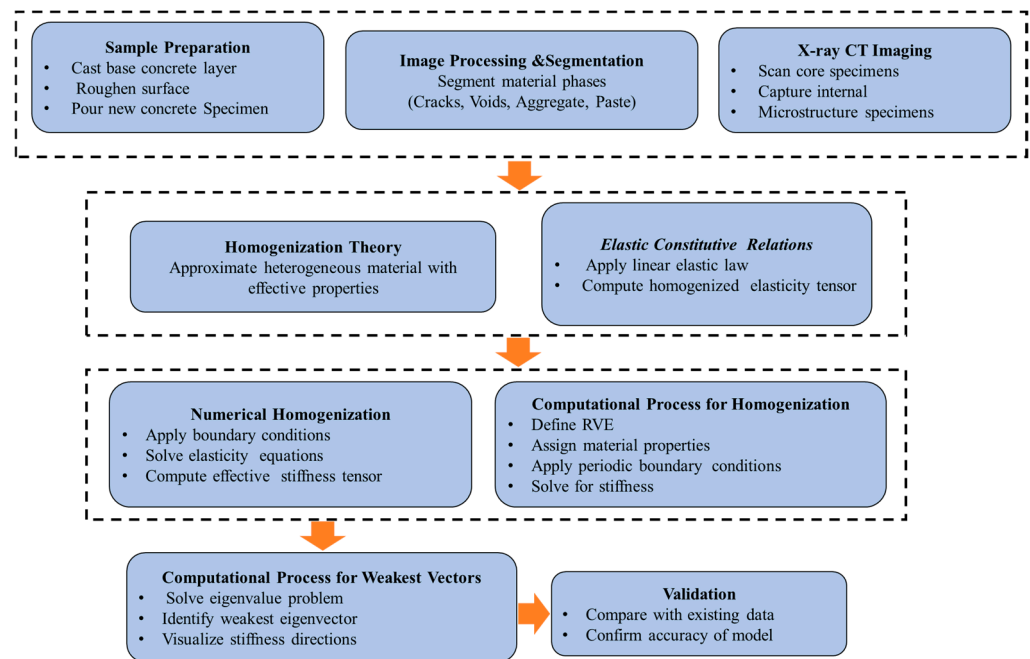 Sample Preparation
• Cast base concrete layer
• Roughen surface
• Pour new concrete Specimen
Image Processing &Segmentation
Segment material phases
(Cracks, Voids, Aggregate, Paste)
X-ray CT Imaging
• Scan core specimens
• Capture internal
• Microstructure specimens
Homogenization Theory
Approximate heterogeneous material with
effective properties
Elastic Constitutive Relations
• Apply linear elastic law
• Compute homogenized elasticity tensor
Numerical Homogenization
• Apply boundary conditions
• Solve elasticity equations
• Compute effective stiffness tensor
Computational Process for Homogenization
• Define RVE
• Assign material properties
• Apply periodic boundary conditions
• Solve for stiffness
Computational Process for Weakest Vectors
• Solve eigenvalue problem
• Identify weakest eigenvector
• Visualize stiffness directions
Validation
• Compare with existing data
• Confirm accuracy of model